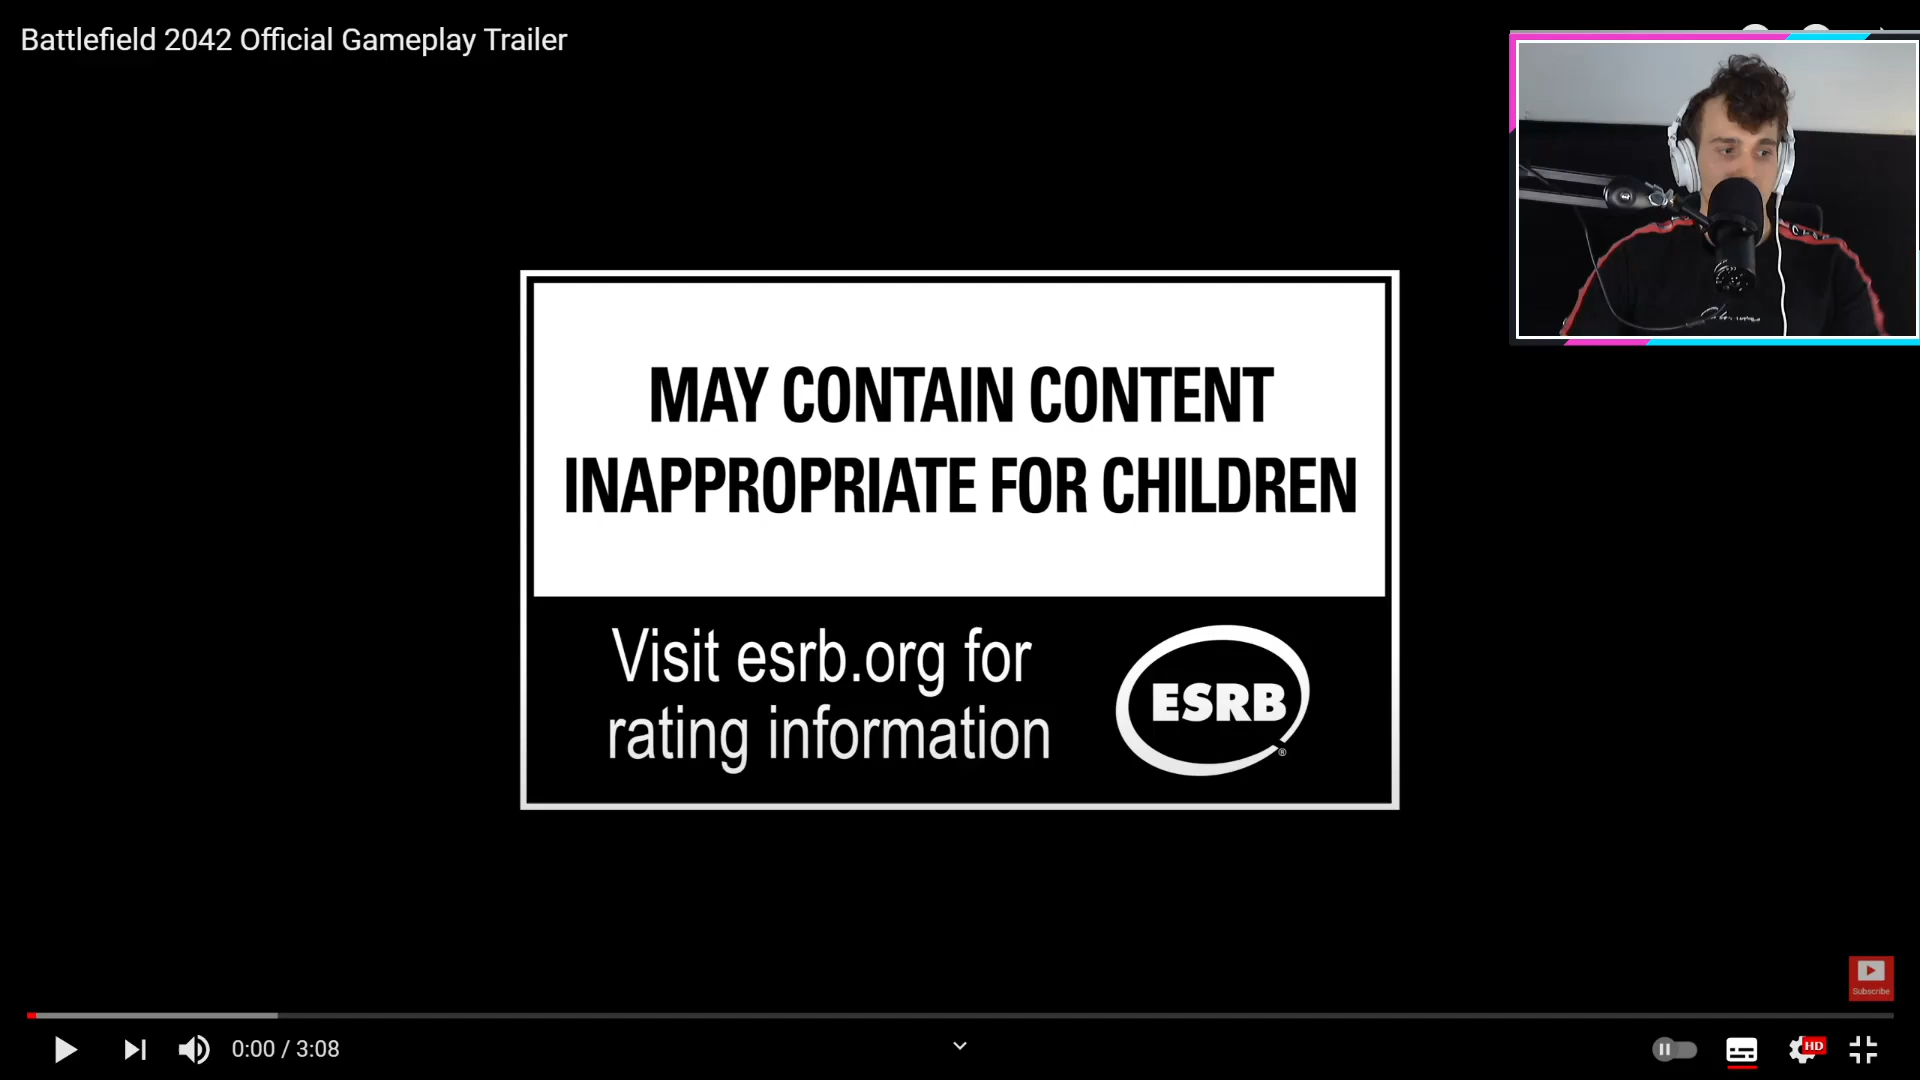 Battlefield 2042 Official Gameplay Trailer
MAY CONTAIN CONTENT
INAPPROPRIATE FOR CHILDREN
Visit esrb.org for
rating information
ESRB
®
Subscribe
0:00 / 3:08
HD